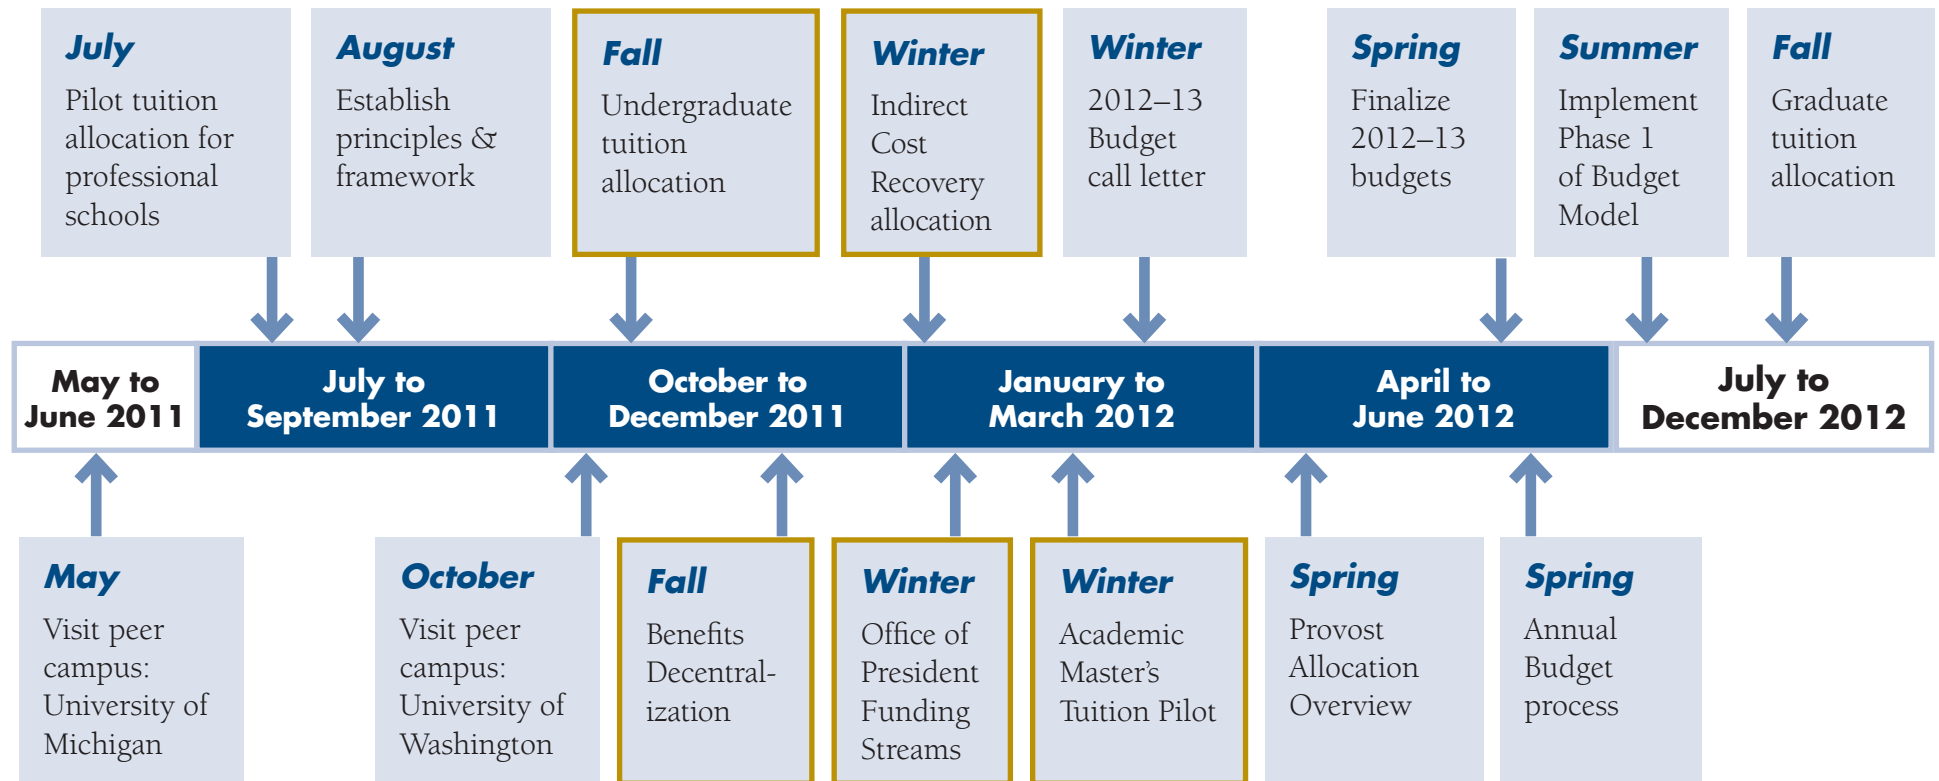 July
Pilot tuition
allocation for
professional
schools
August
Establish
principles &
framework
Fall
Undergraduate
tuition
allocation
Winter
Indirect
Cost
Recovery
allocation
Winter
2012–13
Budget
call letter
Spring
Finalize
2012–13
budgets
Summer
Implement
Phase 1
of Budget
Model
Fall
Graduate
tuition
allocation
May to
June 2011
July to
September 2011
October to
December 2011
January to
March 2012
April to
June 2012
July to
December 2012
May
Visit peer
campus:
University of
Michigan
October
Visit peer
campus:
University of
Washington
Fall
Benefits
Decentral-
ization
Winter
Office of
President
Funding
Streams
Winter
Academic
Master’s
Tuition Pilot
Spring
Provost
Allocation
Overview
Spring
Annual
Budget
process